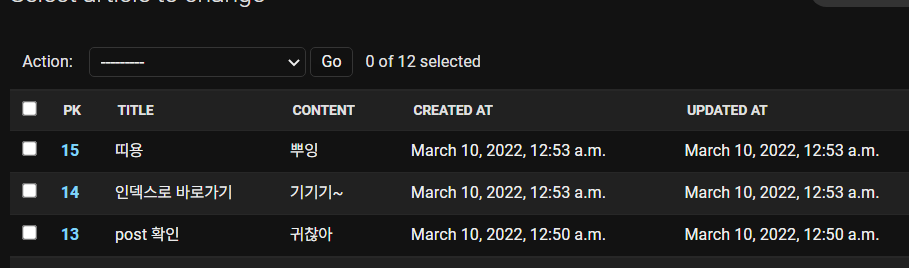 Select article to change
Action: --------- Go 0 of 12 selected
PK TITLE CONTENT CREATED AT UPDATED AT
15 띠용 뿌잉 March 10, 2022, 12:53 a.m. March 10, 2022, 12:53 a.m.
14 인덱스로 바로가기 기기기~ March 10, 2022, 12:53 a.m. March 10, 2022, 12:53 a.m.
13 post 확인 귀찮아 March 10, 2022, 12:50 a.m. March 10, 2022, 12:50 a.m.